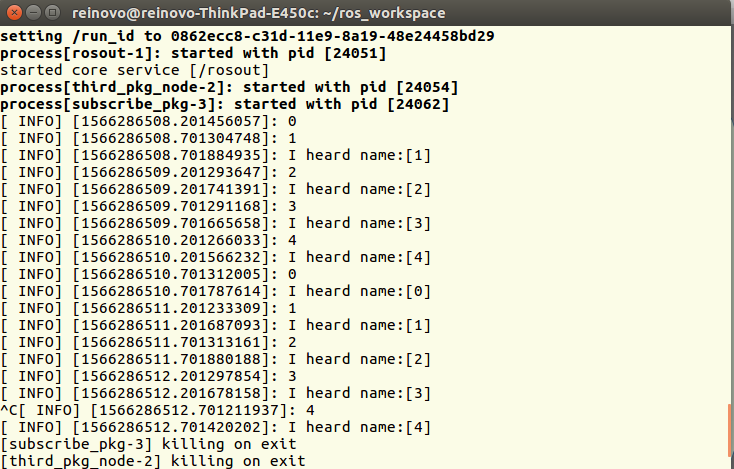 reinovo@reinovo-ThinkPad-E450c: ~/ros_workspace
setting /run_id to 0862ecc8-c31d-11e9-8a19-48e24458bd29
process[rosout-1]: started with pid [24051]
started core service [/rosout]
process[third_pkg_node-2]: started with pid [24054]
process[subscribe_pkg-3]: started with pid [24062]
[ INFO] [1566286508.201456057]: 0
[ INFO] [1566286508.701304748]: 1
[ INFO] [1566286508.701884935]: I heard name:[1]
[ INFO] [1566286509.201293647]: 2
[ INFO] [1566286509.201741391]: I heard name:[2]
[ INFO] [1566286509.701291168]: 3
[ INFO] [1566286509.701665658]: I heard name:[3]
[ INFO] [1566286510.201266033]: 4
[ INFO] [1566286510.201566232]: I heard name:[4]
[ INFO] [1566286510.701312005]: 0
[ INFO] [1566286510.701787614]: I heard name:[0]
[ INFO] [1566286511.201233309]: 1
[ INFO] [1566286511.201687093]: I heard name:[1]
[ INFO] [1566286511.701313161]: 2
[ INFO] [1566286511.701880188]: I heard name:[2]
[ INFO] [1566286512.201297854]: 3
[ INFO] [1566286512.201678158]: I heard name:[3]
^C[ INFO] [1566286512.701211937]: 4
[ INFO] [1566286512.701420202]: I heard name:[4]
[subscribe_pkg-3] killing on exit
[third_pkg_node-2] killing on exit